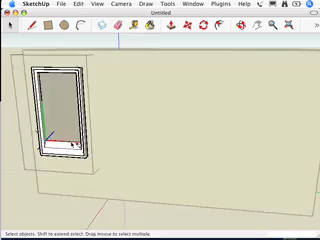 SketchUp File Edit View Camera Draw Tools Window Plugins Help
Untitled
Select objects. Shift to extend select. Drag mouse to select multiple.